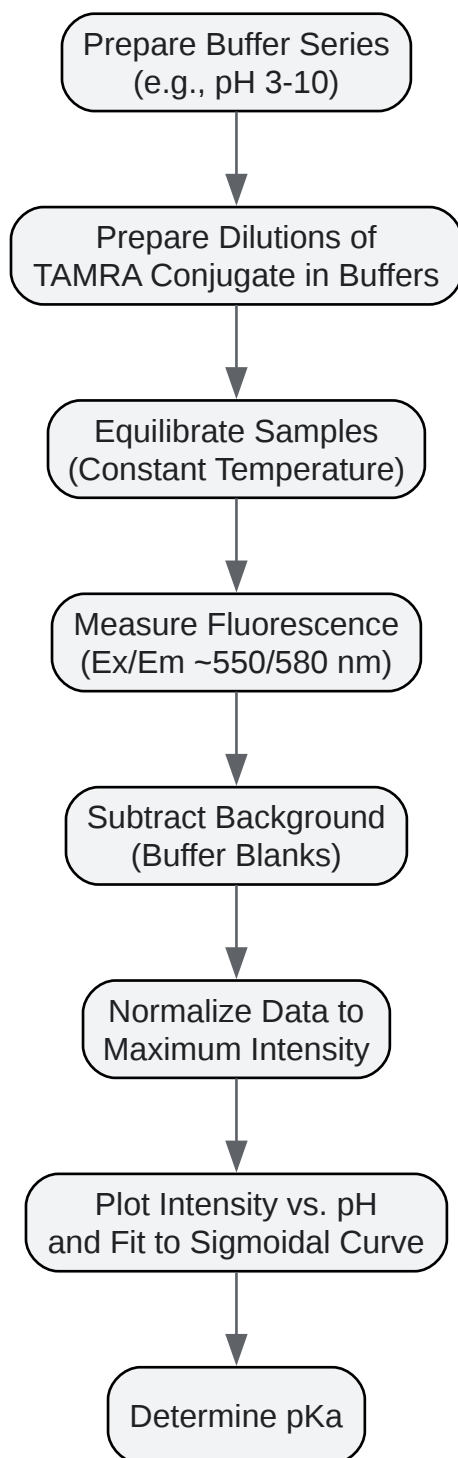 Prepare Buffer Series
(e.g., pH 3-10)
Prepare Dilutions of
TAMRA Conjugate in Buffers
Equilibrate Samples
(Constant Temperature)
Measure Fluorescence
(Ex/Em ~550/580 nm)
Subtract Background
(Buffer Blanks)
Normalize Data to
Maximum Intensity
Plot Intensity vs. pH
and Fit to Sigmoidal Curve
Determine pKa